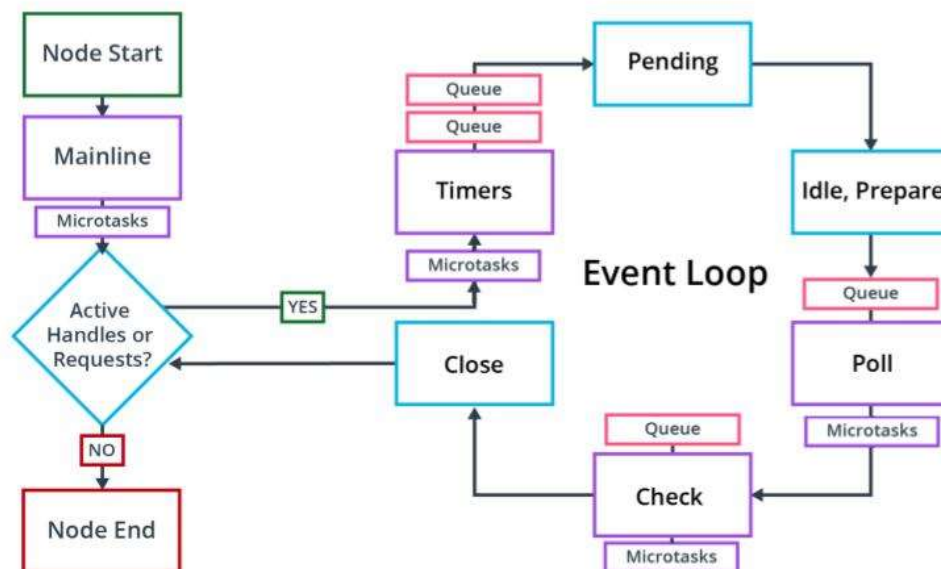 Node Start
Mainline
Microtasks
Active
Handles or
Requests?
YES
NO
Node End
Queue
Queue
Timers
Microtasks
Pending
Idle, Prepare
Event Loop
Queue
Poll
Microtasks
Queue
Check
Microtasks
Close